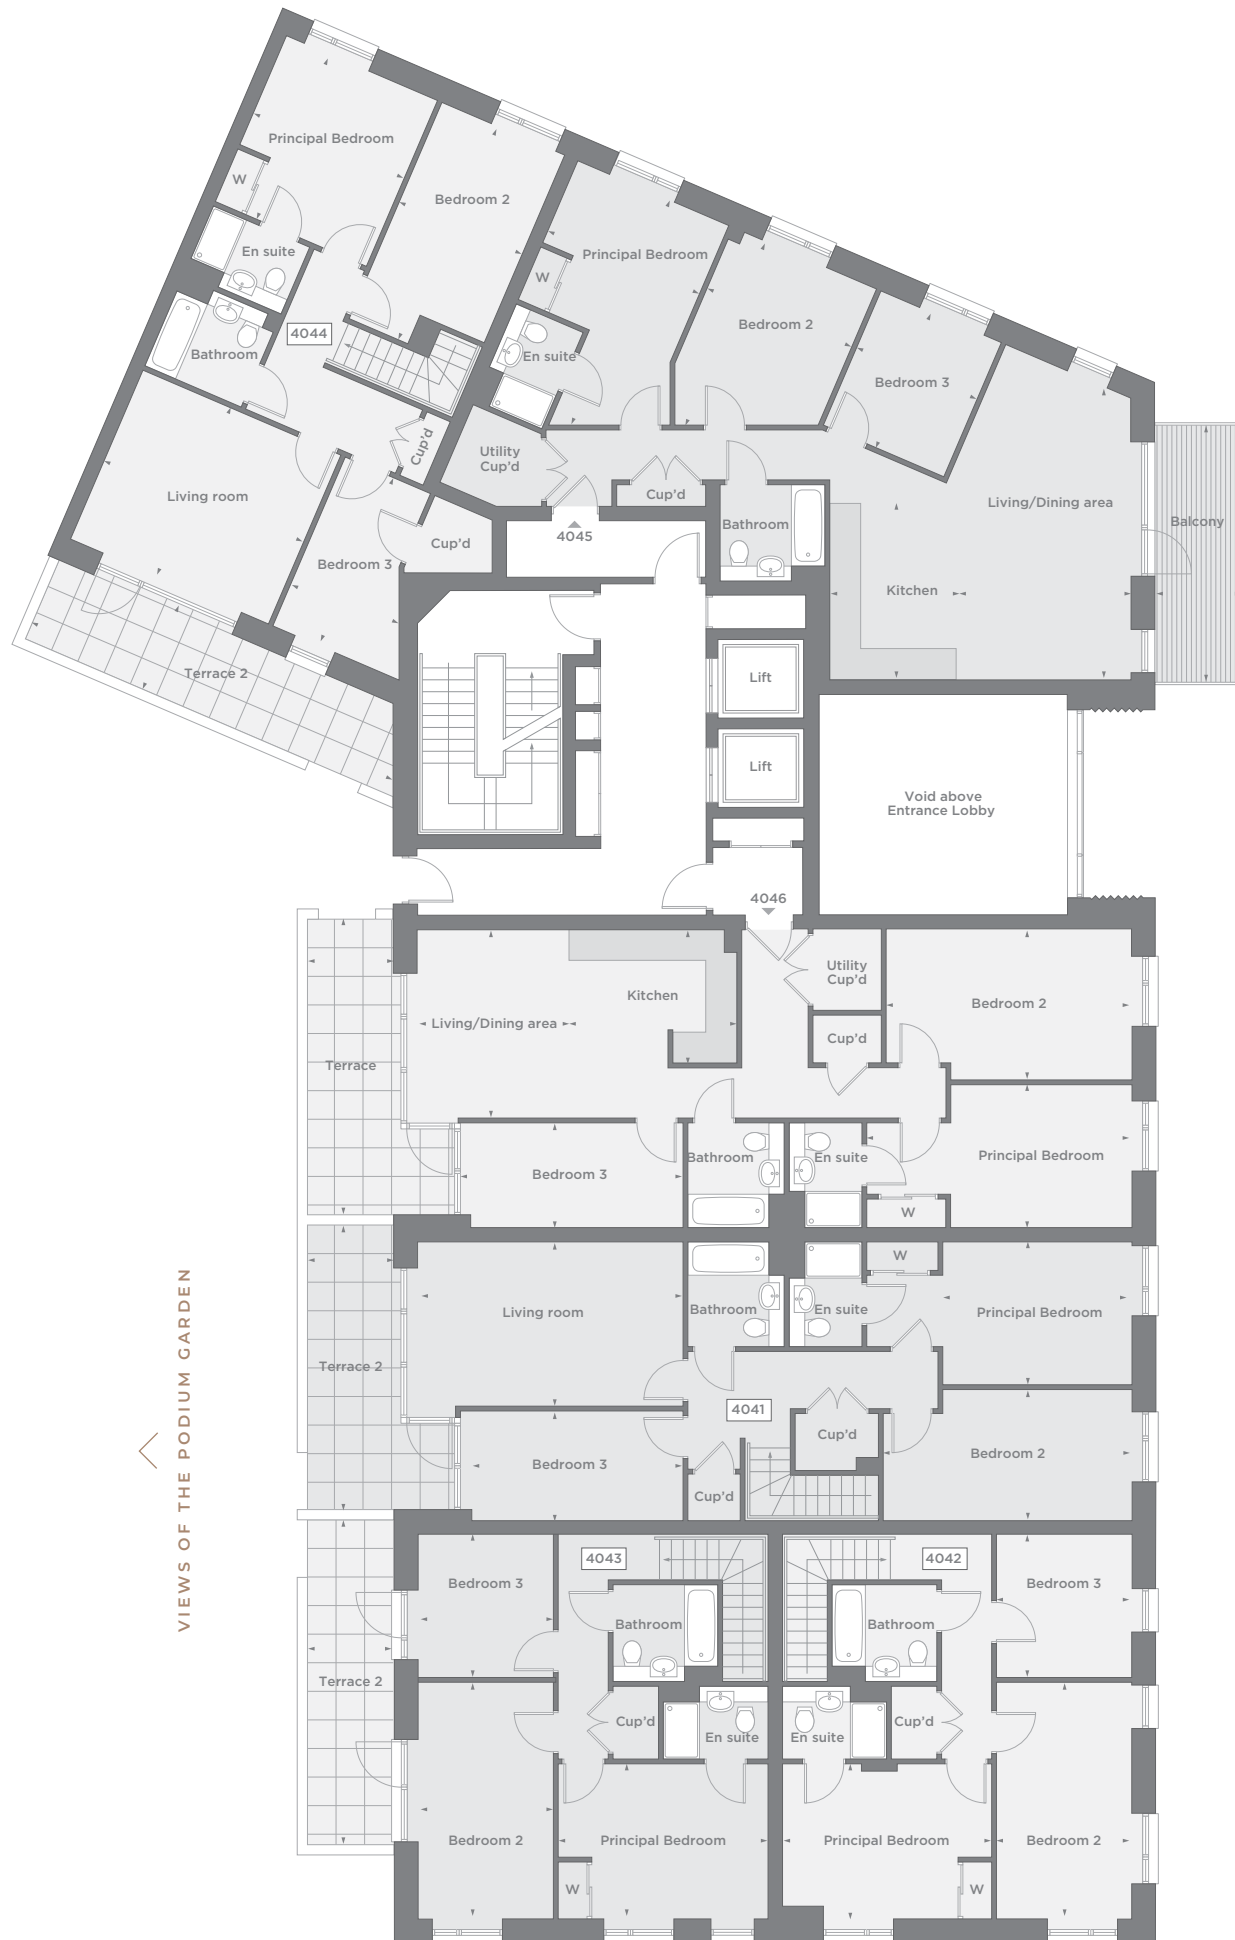 Principal Bedroom
W
Bedroom 2
En suite
Principal Bedroom
W
Bedroom 2
4044
Bathroom
En suite
Bedroom 3
Cup'd
Utility
Cup'd
Living room
Cup'd
Living/Dining area
Bathroom
Balcony
4045
Cup'd
Bedroom 3
Kitchen
Terrace 2
Lift
Lift
Void above
Entrance Lobby
4046
Utility
Cup'd
Kitchen
Bedroom 2
Living/Dining area
Cup'd
Terrace
Bathroom
En suite
Principal Bedroom
Bedroom 3
W
W
Bathroom
En suite
Principal Bedroom
Living room
Terrace 2
4041
Cup'd
Bedroom 2
Bedroom 3
Cup'd
VIEWS OF THE PODIUM GARDEN
4043
4042
Bedroom 3
Bedroom 3
Bathroom
Bathroom
Terrace 2
Cup'd
En suite
En suite
Cup'd
Bedroom 2
Principal Bedroom
Principal Bedroom
Bedroom 2
W
W